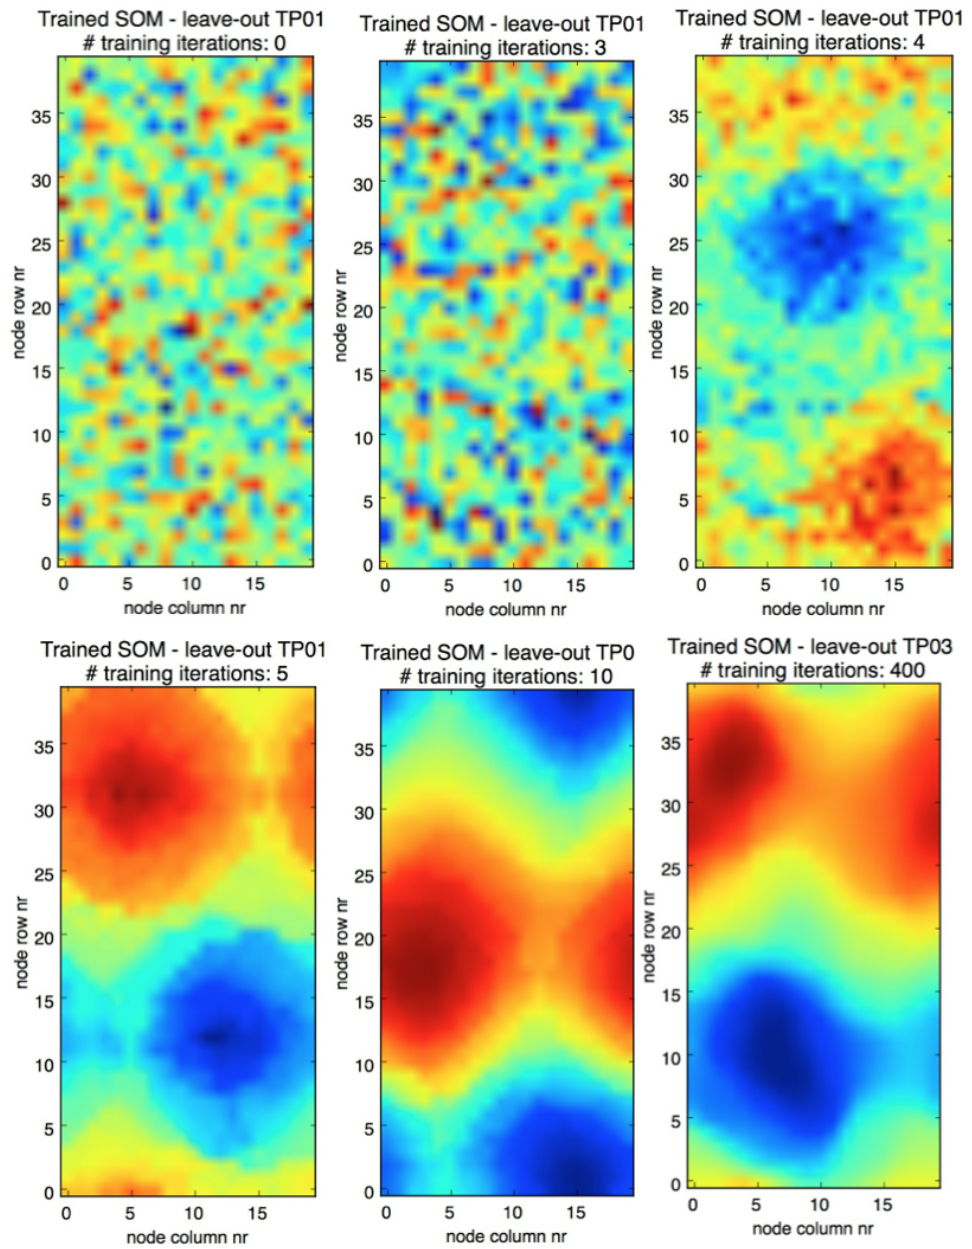 Trained SOM - leave-out TP01
# training iterations: 0
35
30
25
20
15
10
5
0
node row nr
0 5 10 15
node column nr
Trained SOM - leave-out TP01
# training iterations: 3
35
30
25
20
15
10
5
0
node row nr
0 5 10 15
node column nr
Trained SOM - leave-out TP01
# training iterations: 4
35
30
25
20
15
10
5
0
node row nr
0 5 10 15
node column nr
Trained SOM - leave-out TP01
# training iterations: 5
35
30
25
20
15
10
5
0
node row nr
0 5 10 15
node column nr
Trained SOM - leave-out TP0
# training iterations: 10
35
30
25
20
15
10
5
0
node row nr
0 5 10 15
node column nr
Trained SOM - leave-out TP03
# training iterations: 400
35
30
25
20
15
10
5
0
node row nr
0 5 10 15
node column nr